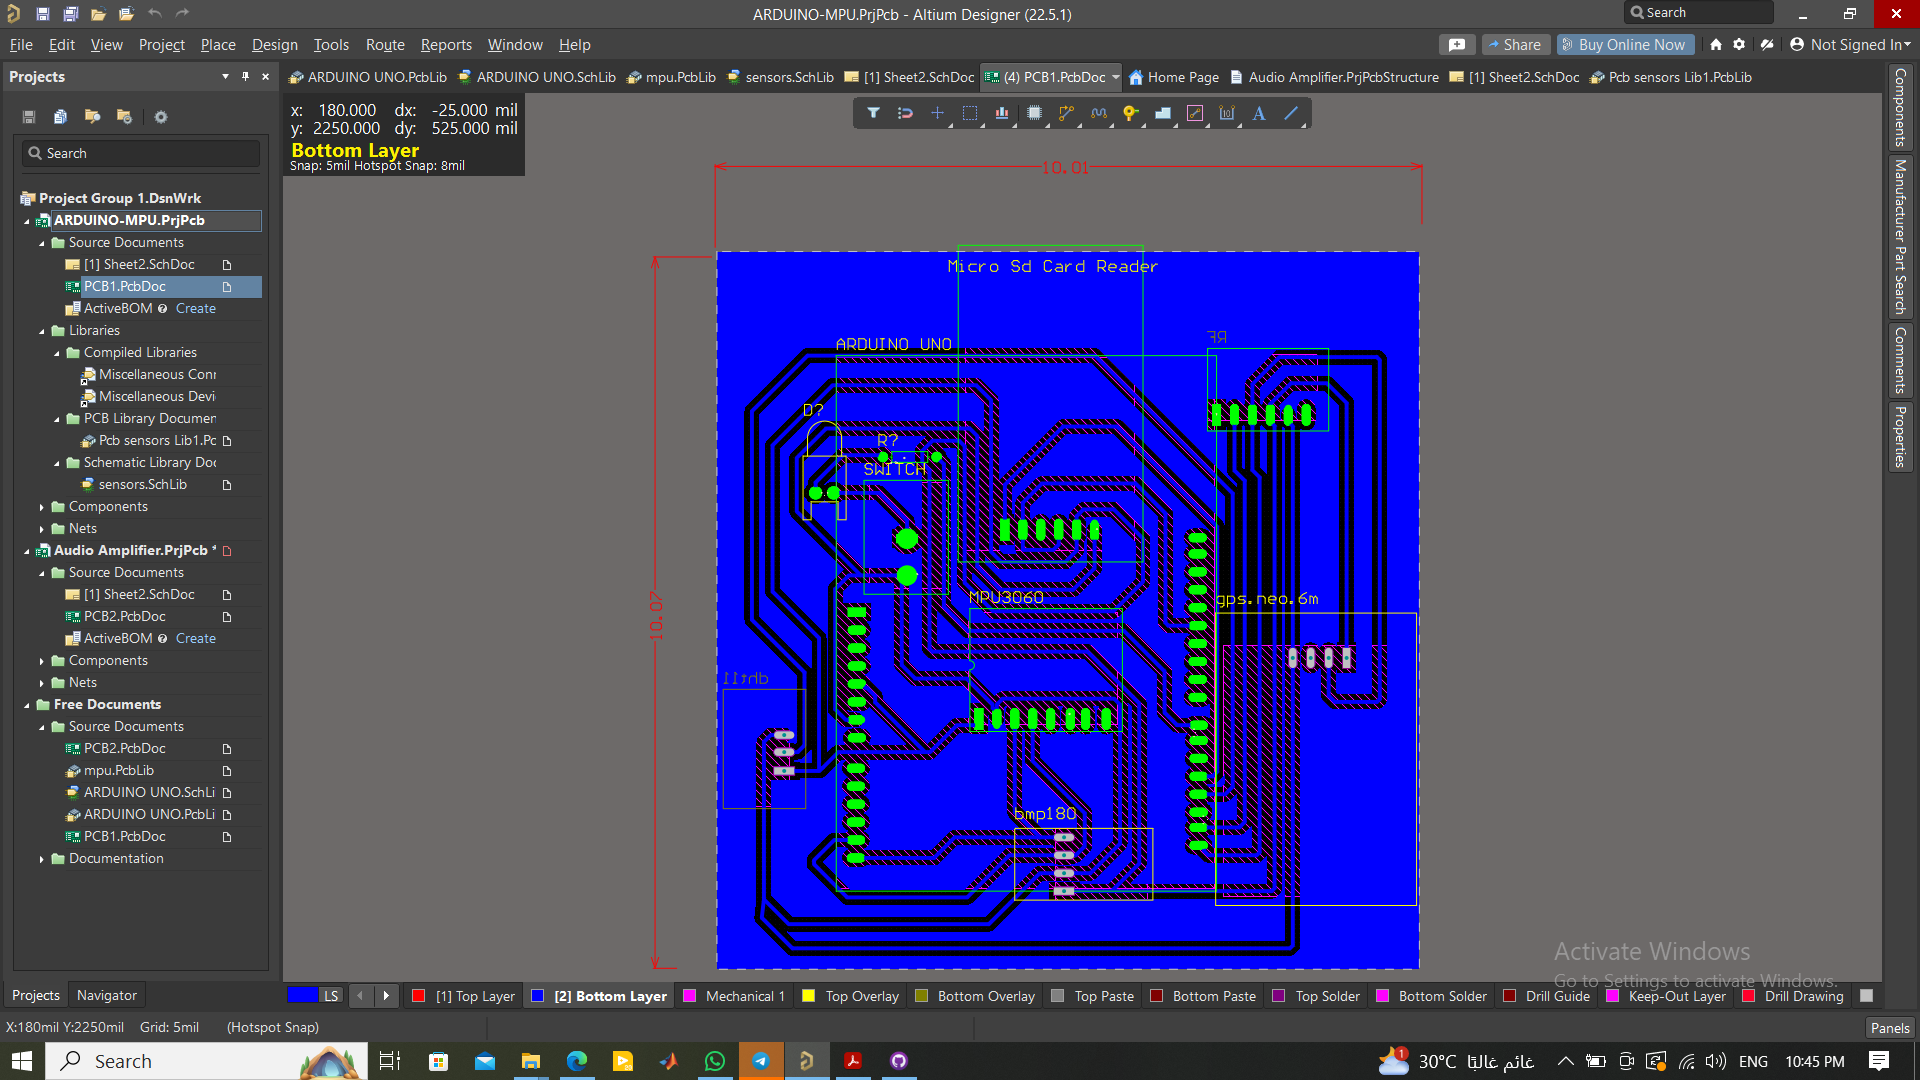 ARDUINO-MPU.PrjPcb - Altium Designer (22.5.1)
Search
File Edit View Project Place Design Tools Route Reports Window Help
Share
Buy Online Now
Not Signed In
Projects
ARDUINO UNO.PcbLib
ARDUINO UNO.SchLib
mpu.PcbLib
sensors.SchLib
[1] Sheet2.SchDoc
(4) PCB1.PcbDoc
Home Page
Audio Amplifier.PrjPcbStructure
[1] Sheet2.SchDoc
Pcb sensors Lib1.PcbLib
Search
Project Group 1.DsnWrk
ARDUINO-MPU.PrjPcb
Source Documents
[1] Sheet2.SchDoc
PCB1.PcbDoc
ActiveBOM Create
Libraries
Compiled Libraries
Miscellaneous Conr
Miscellaneous Devi
PCB Library Documen
Pcb sensors Lib1.Pc
Schematic Library Doc
sensors.SchLib
Components
Nets
Audio Amplifier.PrjPcb *
Source Documents
[1] Sheet2.SchDoc
PCB2.PcbDoc
ActiveBOM Create
Components
Nets
Free Documents
Source Documents
PCB2.PcbDoc
mpu.PcbLib
ARDUINO UNO.SchLi
ARDUINO UNO.PcbLi
PCB1.PcbDoc
Documentation
Projects Navigator
x: 180.000 dx: -25.000 mil
y: 2250.000 dy: 525.000 mil
Bottom Layer
Snap: 5mil Hotspot Snap: 8mil
10.01
10.07
Micro Sd Card Reader
ARDUINO UNO
RF
D?
R?
SWITCH
MPU3060
gps.neo.6m
dht11
bmp180
Components
Manufacturer Part Search
Comments
Properties
Activate Windows
Go to Settings to activate Windows.
LS
[1] Top Layer
[2] Bottom Layer
Mechanical 1
Top Overlay
Bottom Overlay
Top Paste
Bottom Paste
Top Solder
Bottom Solder
Drill Guide
Keep-Out Layer
Drill Drawing
X:180mil Y:2250mil Grid: 5mil (Hotspot Snap)
Panels
Search
1
30°C غائم غالبًا
ENG
10:45 PM